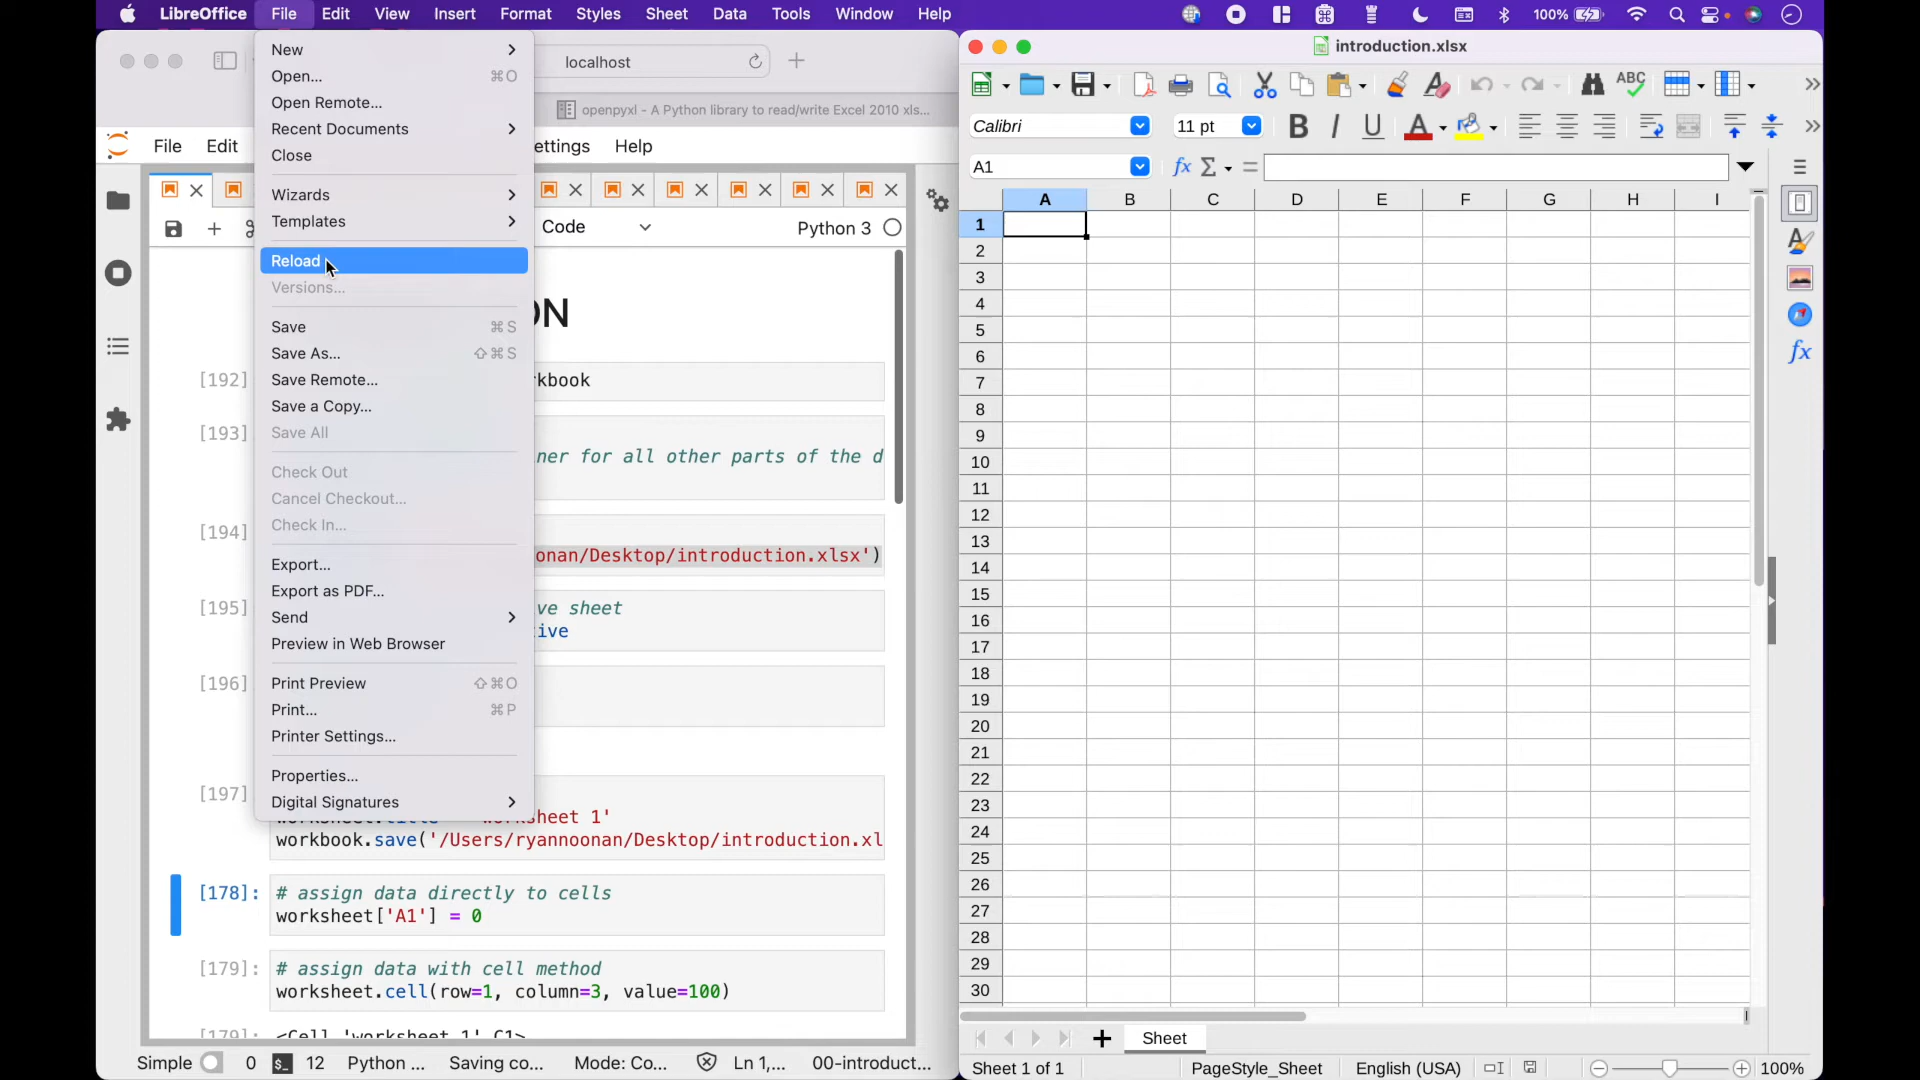 LibreOffice File Edit View Insert Format Styles Sheet Data Tools Window Help 100%
New
Open... ⌘O
Open Remote...
Recent Documents
Close
Wizards
Templates
Reload
Versions...
Save ⌘S
Save As... ⇧⌘S
Save Remote...
Save a Copy...
Save All
Check Out
Cancel Checkout...
Check In...
Export...
Export as PDF...
Send
Preview in Web Browser
Print Preview ⇧⌘O
Print... ⌘P
Printer Settings...
Properties...
Digital Signatures
localhost
openpyxl - A Python library to read/write Excel 2010 xls...
File Edit ettings Help
Code Python 3
ON
[192] rkbook
[193] ner for all other parts of the d
[194] onan/Desktop/introduction.xlsx')
[195] ve sheet
ive
[196]
[197] sheet 1'
workbook.save('/Users/ryannoonan/Desktop/introduction.xl
[178]: # assign data directly to cells
worksheet['A1'] = 0
[179]: # assign data with cell method
worksheet.cell(row=1, column=3, value=100)
[179]: <Cell 'worksheet 1'.C1>
Simple 0 12 Python ... Saving co... Mode: Co... Ln 1,... 00-introduct...
introduction.xlsx
Calibri 11 pt
A1 fx Σ =
A B C D E F G H I
1
2
3
4
5
6
7
8
9
10
11
12
13
14
15
16
17
18
19
20
21
22
23
24
25
26
27
28
29
30
Sheet
Sheet 1 of 1 PageStyle_Sheet English (USA) 100%